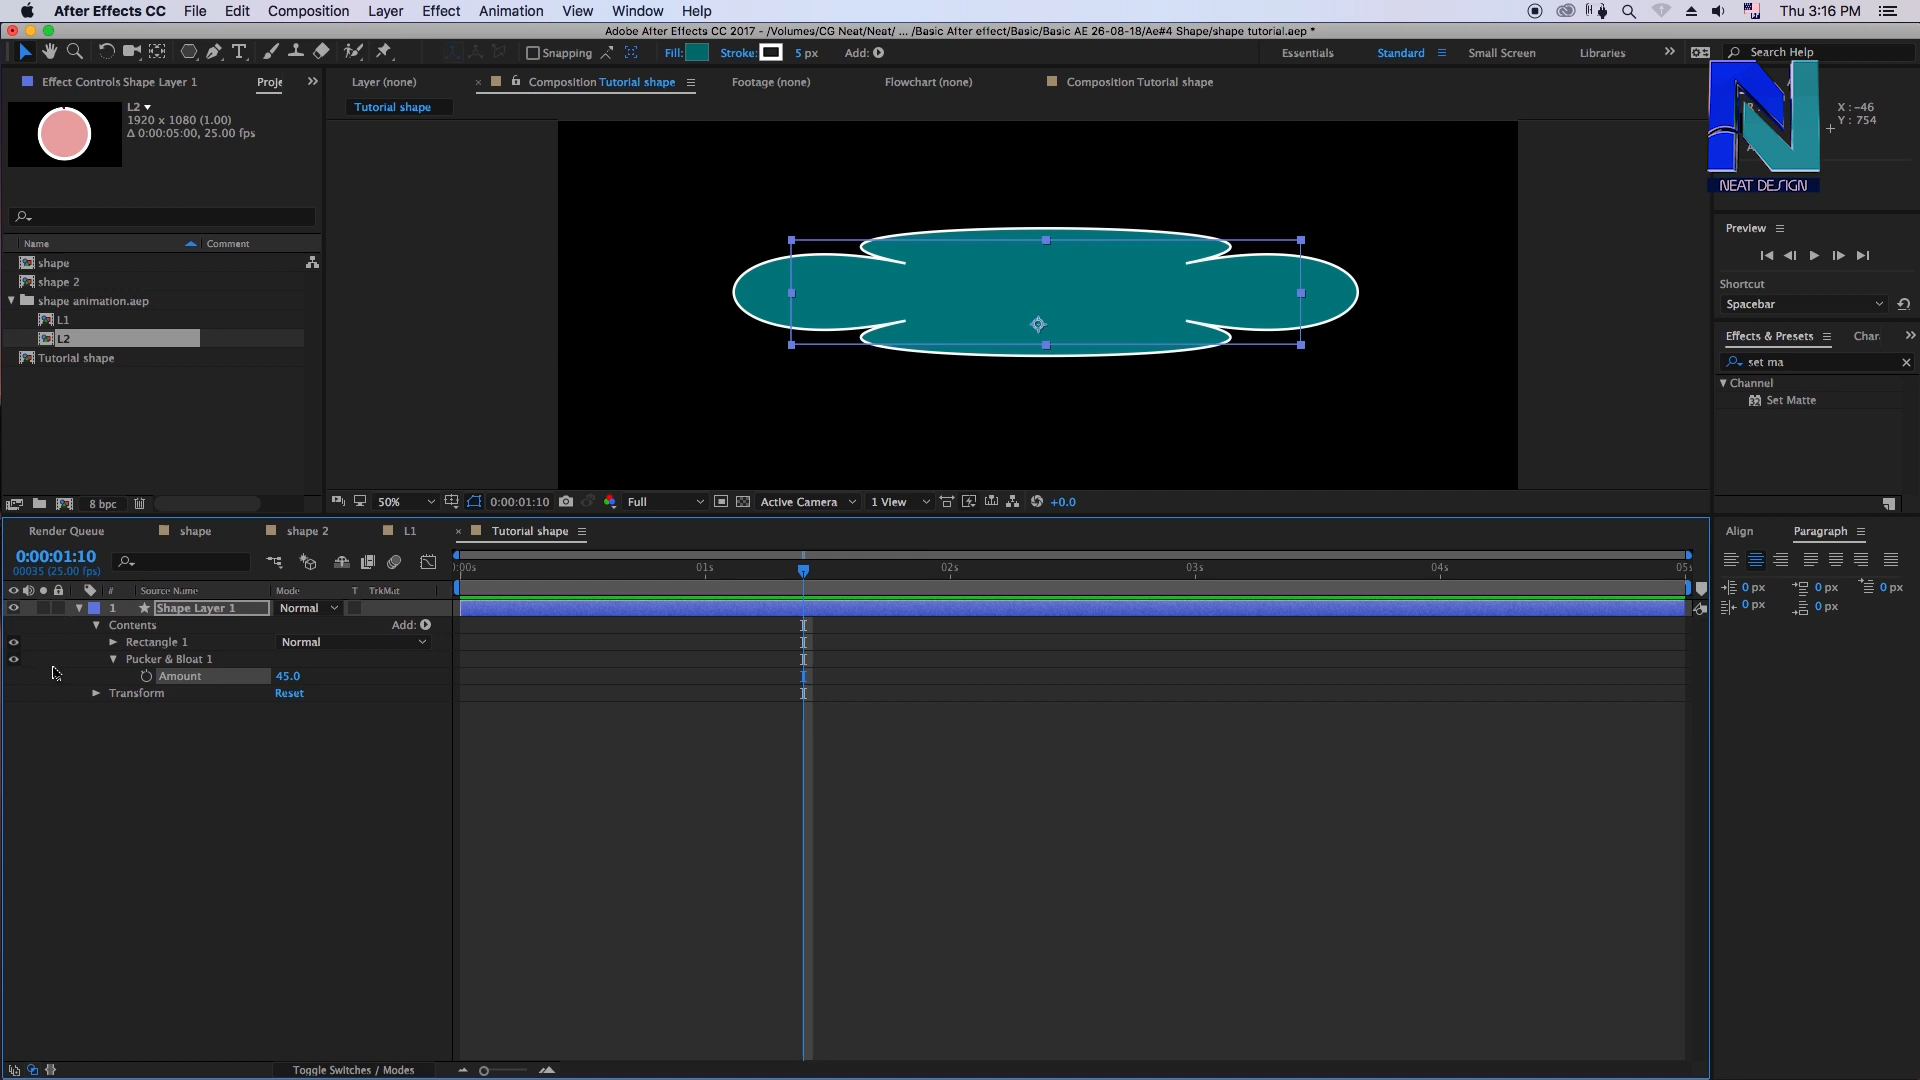 After Effects CC File Edit Composition Layer Effect Animation View Window Help Thu 3:16 PM
Adobe After Effects CC 2017 - /Volumes/CG Neat/Neat/ ... /Basic After effect/Basic/Basic AE 26-08-18/Ae#4 Shape/shape tutorial.aep *
Snapping Fill: Stroke: 5 px Add: Essentials Standard Small Screen Libraries Search Help
Effect Controls Shape Layer 1 Proje Layer (none) Composition Tutorial shape Footage (none) Flowchart (none) Composition Tutorial shape
Tutorial shape
L2
1920 x 1080 (1.00)
Δ 0:00:05:00, 25.00 fps
X : -46
Y : 754
NEAT DESIGN
Name Comment
shape
shape 2
shape animation.aep
L1
L2
Tutorial shape
Preview
Shortcut
Spacebar
Effects & Presets Char
set ma
Channel
32 Set Matte
8 bpc 50% 0:00:01:10 Full Active Camera 1 View +0.0
Render Queue shape shape 2 L1 Tutorial shape
Align Paragraph
0:00:01:10
00035 (25.00 fps)
):00s 01s 02s 03s 04s 05s
# Source Name Mode T TrkMat
1 Shape Layer 1 Normal
Contents Add:
Rectangle 1 Normal
Pucker & Bloat 1
Amount 45.0
Transform Reset
0 px 0 px 0 px
0 px 0 px
Toggle Switches / Modes